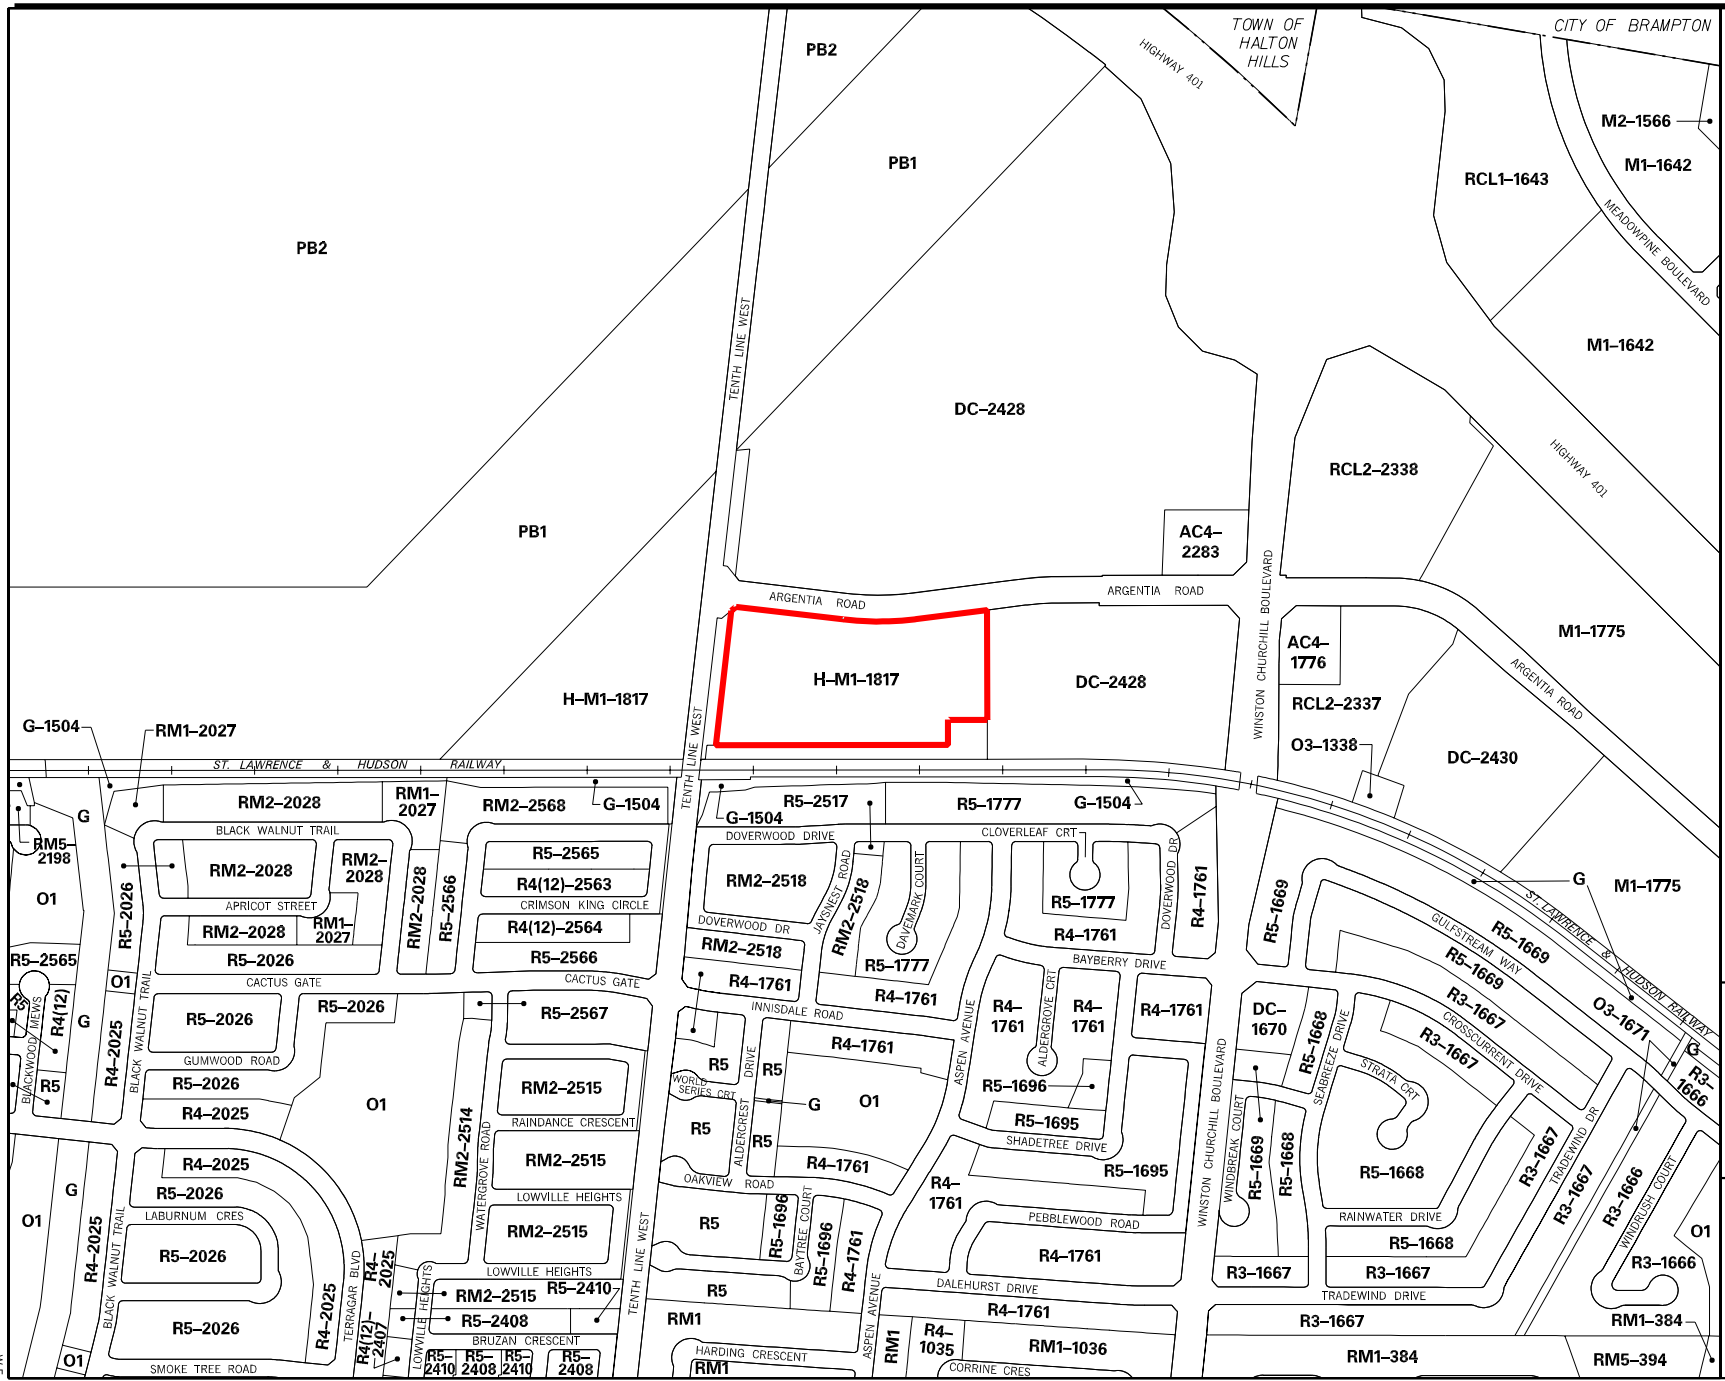 TOWN OF
HALTON
HILLS
CITY OF BRAMPTON
PB2
HIGHWAY 401
M2–1566
PB1
M1–1642
RCL1–1643
MEADOWPINE BOULEVARD
PB2
TENTH LINE WEST
M1–1642
DC–2428
RCL2–2338
HIGHWAY 401
PB1
AC4–
2283
WINSTON CHURCHILL BOULEVARD
ARGENTIA ROAD
ARGENTIA ROAD
M1–1775
AC4–
1776
ARGENTIA ROAD
H–M1–1817
DC–2428
H–M1–1817
RCL2–2337
TENTH LINE WEST
G–1504
RM1–2027
O3–1338
DC–2430
ST. LAWRENCE & HUDSON RAILWAY
TENTH LINE WEST
RM2–2028
RM1–
2027
RM2–2568
G–1504
G–1504
R5–2517
R5–1777
G–1504
G
BLACK WALNUT TRAIL
DOVERWOOD DRIVE
CLOVERLEAF CRT
RM5–
2198
RM2–2028
RM2–
2028
R5–2565
R4(12)–2563
RM2–2518
JAYSNEST ROAD
RM2–2518
DAVEMARK COURT
R5–1777
DOVERWOOD DR
R4–1761
R5–1669
G
M1–1775
O1
R5–2026
APRICOT STREET
RM2–2028
RM1–
2027
RM2–2028
R5–2566
CRIMSON KING CIRCLE
R4(12)–2564
R5–2566
DOVERWOOD DR
RM2–2518
R4–1761
R4–1761
GULFSTREAM WAY
R5–1669
ST. LAWRENCE & HUDSON RAILWAY
R5–2565
R5–2026
R5–1777
BAYBERRY DRIVE
R5–1669
O1
CACTUS GATE
CACTUS GATE
R4–1761
R3–1667
R5
BLACKWOOD MEWS
R4(12)
G
BLACK WALNUT TRAIL
R5–2026
R5–2026
R5–2567
INNISDALE ROAD
R4–
1761
ALDERGROVE CRT
R4–
1761
R4–1761
DC–
1670
R5–1668
SEABREEZE DRIVE
CROSSCURRENT DRIVE
O3–1671
R4–2025
GUMWOOD ROAD
R4–1761
ASPEN AVENUE
R3–1667
G
R5
R5–2026
R4–2025
O1
RM2–2514
RM2–2515
R5
DRIVE
R5
WORLD
SERIES CRT
G
O1
R5–1696
R5–1695
WINSTON CHURCHILL BOULEVARD
STRATA CRT
R3–
1666
RAINDANCE CRESCENT
R5
ALDERCREST
R5
SHADETREE DRIVE
WINDBREAK COURT
TRADEWIND DR
WATERGROVE ROAD
RM2–2515
R4–2025
R4–1761
R5–1695
R5–1669
R5–1668
R5–1668
R3–1667
G
R5–2026
OAKVIEW ROAD
R4–
1761
R3–1667
R3–1666
WINDRUSH COURT
O1
R4–2025
BLACK WALNUT TRAIL
LABURNUM CRES
LOWVILLE HEIGHTS
RM2–2515
R5
R5–1696
BAYTREE COURT
R5–1696
R4–1761
PEBBLEWOOD ROAD
RAINWATER DRIVE
O1
R5–2026
TENTH LINE WEST
R4–1761
R5–1668
R3–1666
TERRAGAR BLVD
R4–
2025
LOWVILLE HEIGHTS
LOWVILLE HEIGHTS
R3–1667
R3–1667
R4–2025
RM2–2515
R5–2410
R5
DALEHURST DRIVE
TRADEWIND DRIVE
R5–2026
R4(12)–
2407
R5–2408
RM1
ASPEN AVENUE
R4–1761
R3–1667
RM1–384
BRUZAN CRESCENT
RM1
R4–
1035
RM1–1036
O1
SMOKE TREE ROAD
R5–
2410
R5–
2408
R5–
2410
R5–
2408
HARDING CRESCENT
RM1
CORRINE CRES
RM1–384
RM5–394